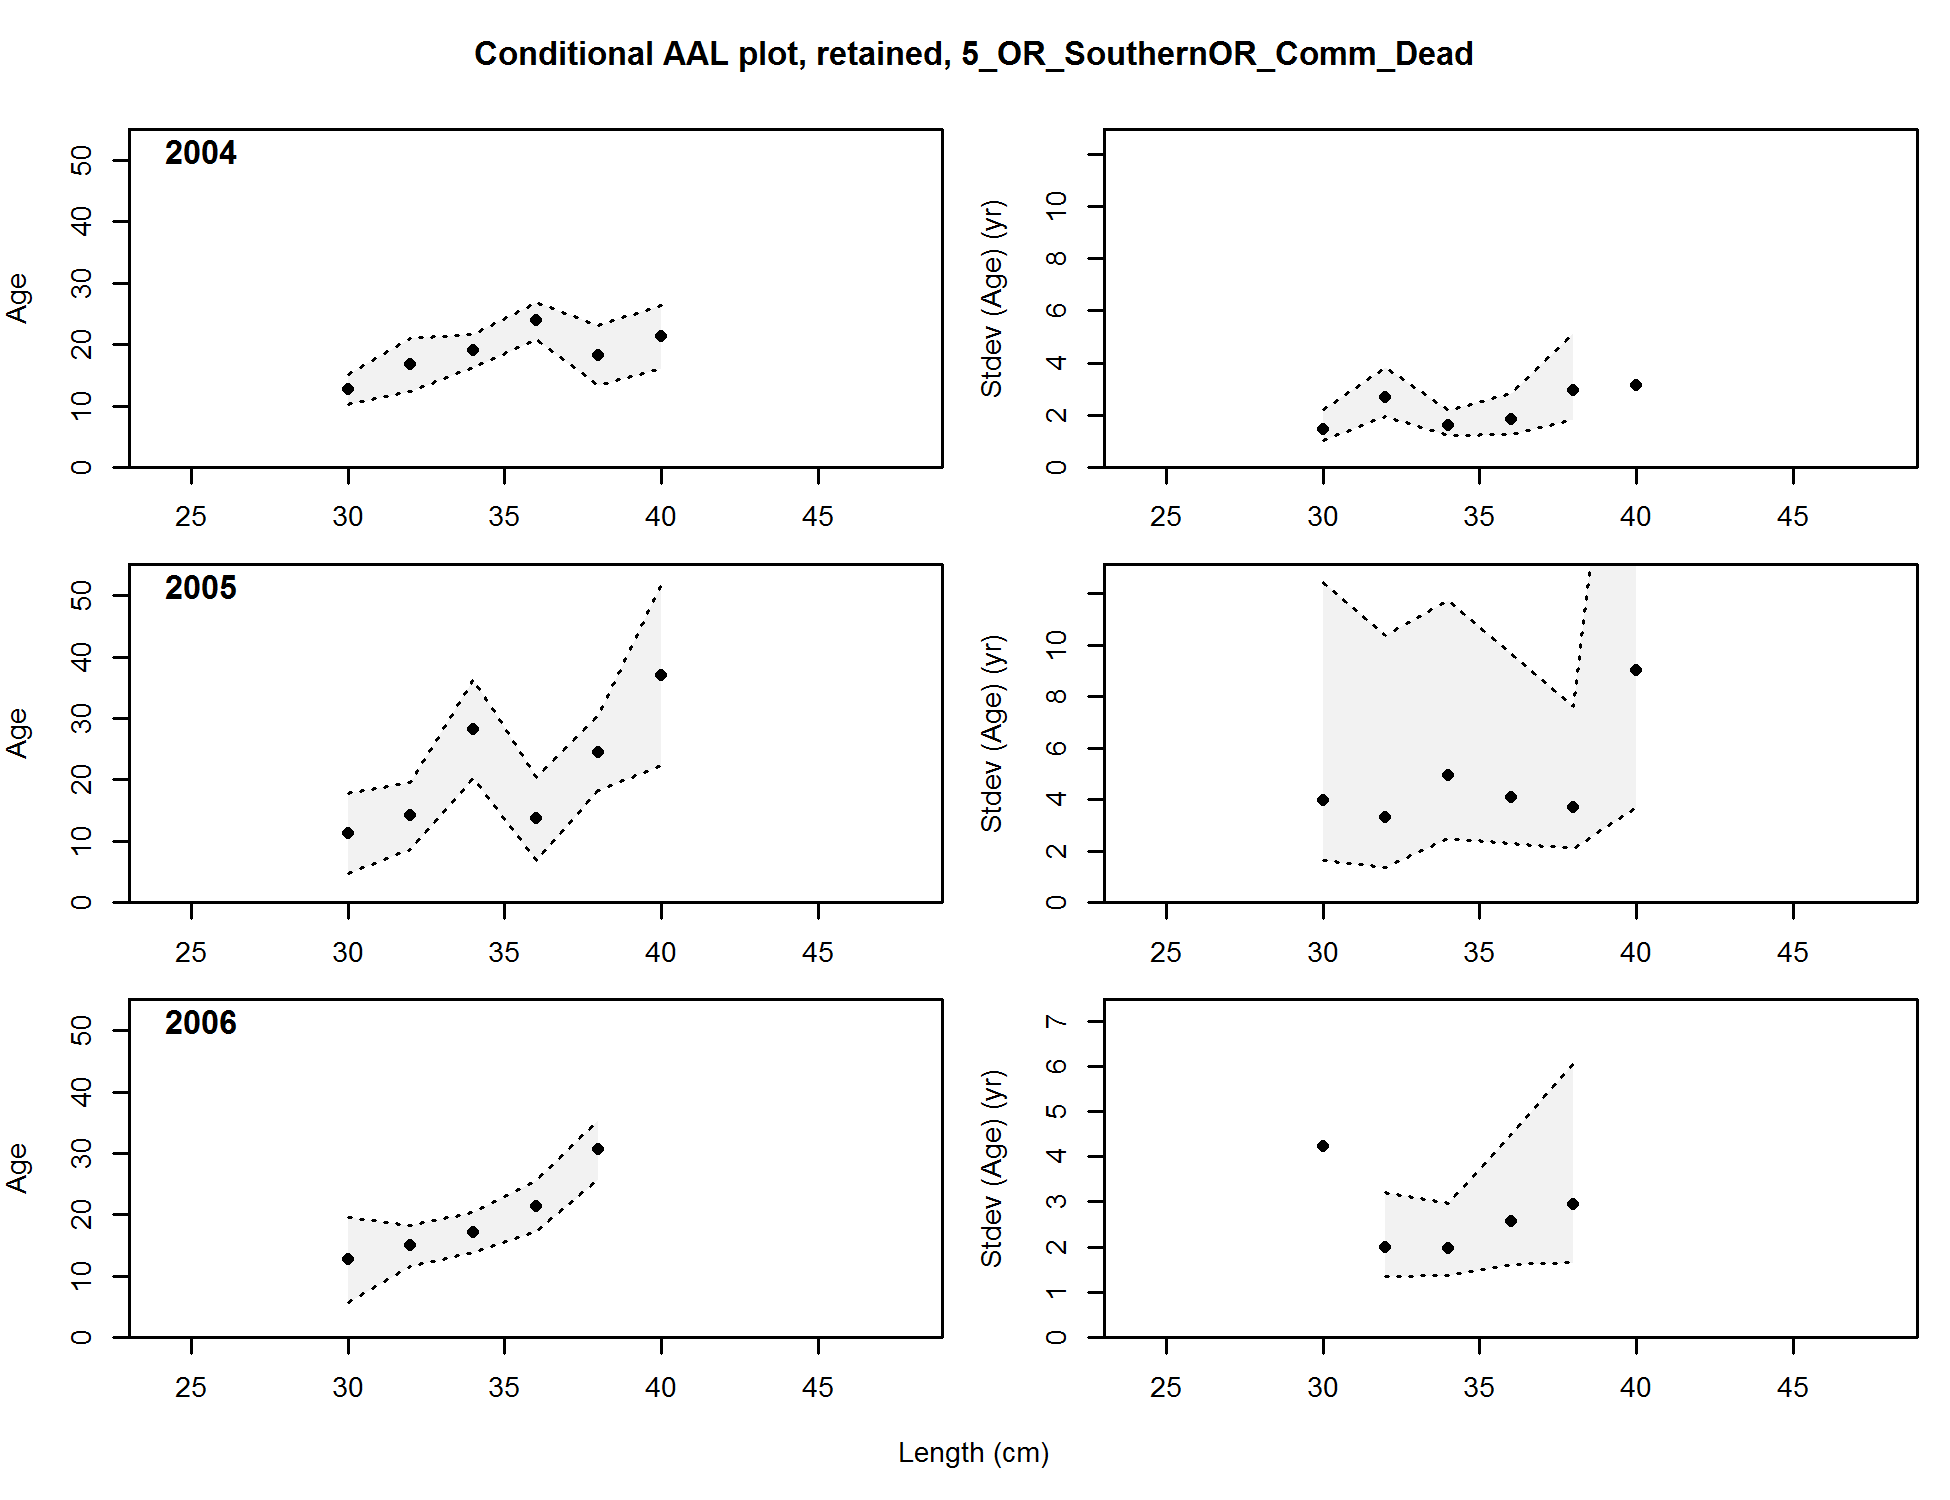 Conditional AAL plot, retained, 5_OR_SouthernOR_Comm_Dead
2004
Age
0 10 20 30 40 50
25 30 35 40 45
Stdev (Age) (yr)
0 2 4 6 8 10
25 30 35 40 45
2005
Age
0 10 20 30 40 50
25 30 35 40 45
Stdev (Age) (yr)
0 2 4 6 8 10
25 30 35 40 45
2006
Age
0 10 20 30 40 50
25 30 35 40 45
Stdev (Age) (yr)
0 1 2 3 4 5 6 7
25 30 35 40 45
Length (cm)